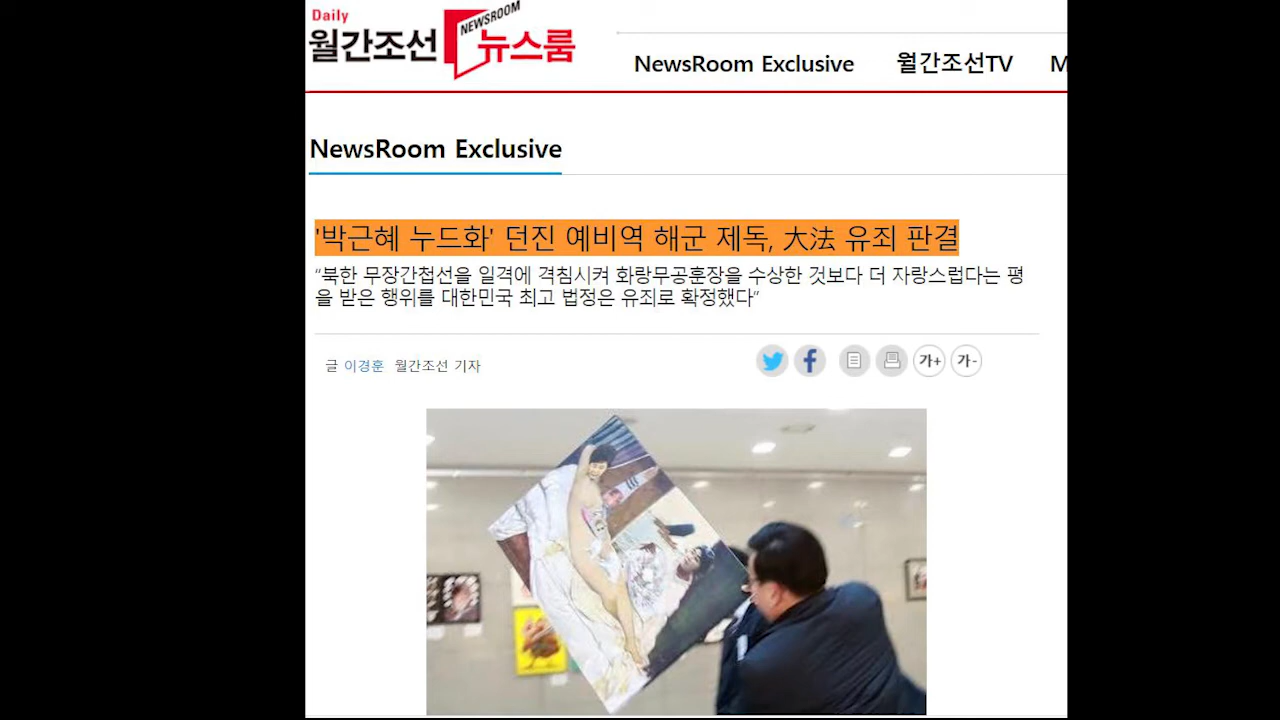 Daily
월간조선 NEWSROOM 뉴스룸
NewsRoom Exclusive 월간조선TV M
NewsRoom Exclusive
'박근혜 누드화' 던진 예비역 해군 제독, 大法 유죄 판결
“북한 무장간첩선을 일격에 격침시켜 화랑무공훈장을 수상한 것보다 더 자랑스럽다는 평
을 받은 행위를 대한민국 최고 법정은 유죄로 확정했다”
글 이경훈 월간조선 기자
가+ 가-